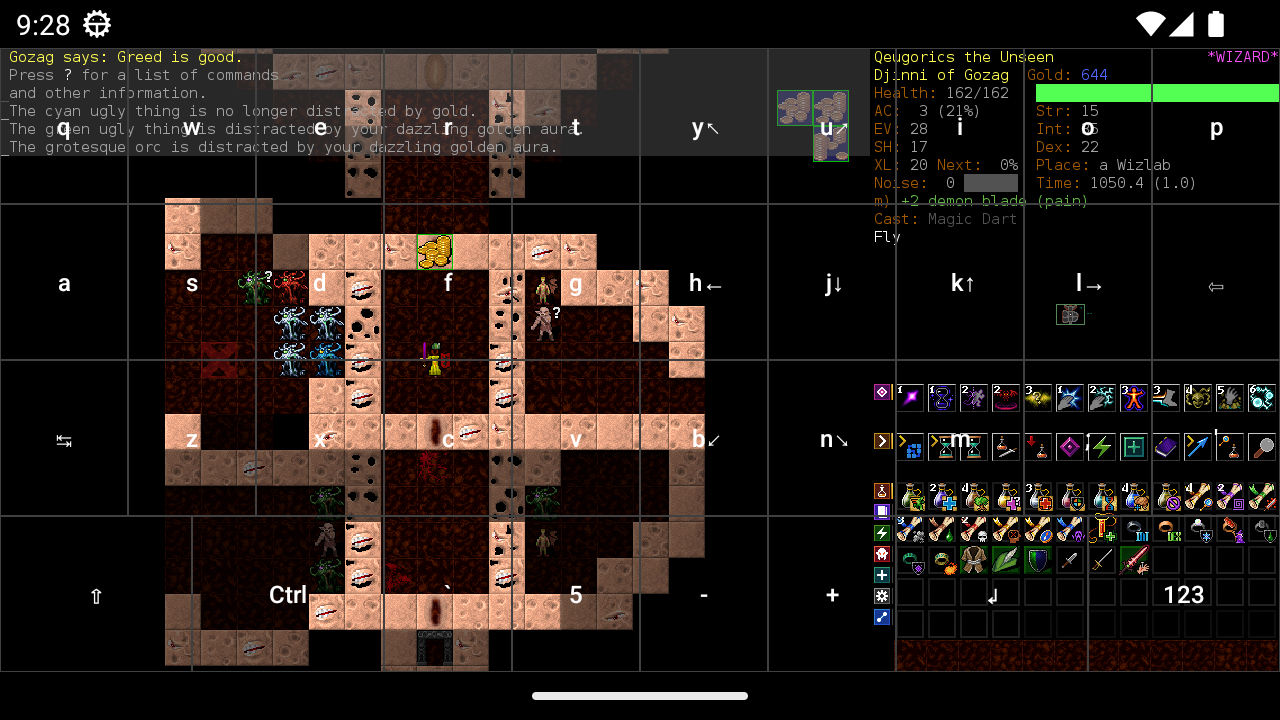 9:28
Gozag says: Greed is good.
Press ? for a list of commands
and other information.
_The cyan ugly thing is no longer distracted by gold.
The green ugly thing is distracted by your dazzling golden aura.
_The grotesque orc is distracted by your dazzling golden aura.
Qeugorics the Unseen *WIZARD*
Djinni of Gozag Gold: 644
Health: 162/162
AC: 3 (21%) Str: 15
EV: 28 Int:
SH: 17 Dex: 22
XL: 20 Next: 0% Place: a Wizlab
Noise: 0 Time: 1050.4 (1.0)
m) +2 demon blade (pain)
Cast: Magic Dart
Fly
q w e r t y↖ u↗ i o p
a s d f g h← j↓ k↑ l→ ⇦
↹ z x c v b↙ n↘ m
⇧ Ctrl ` 5 - + ↲ 123